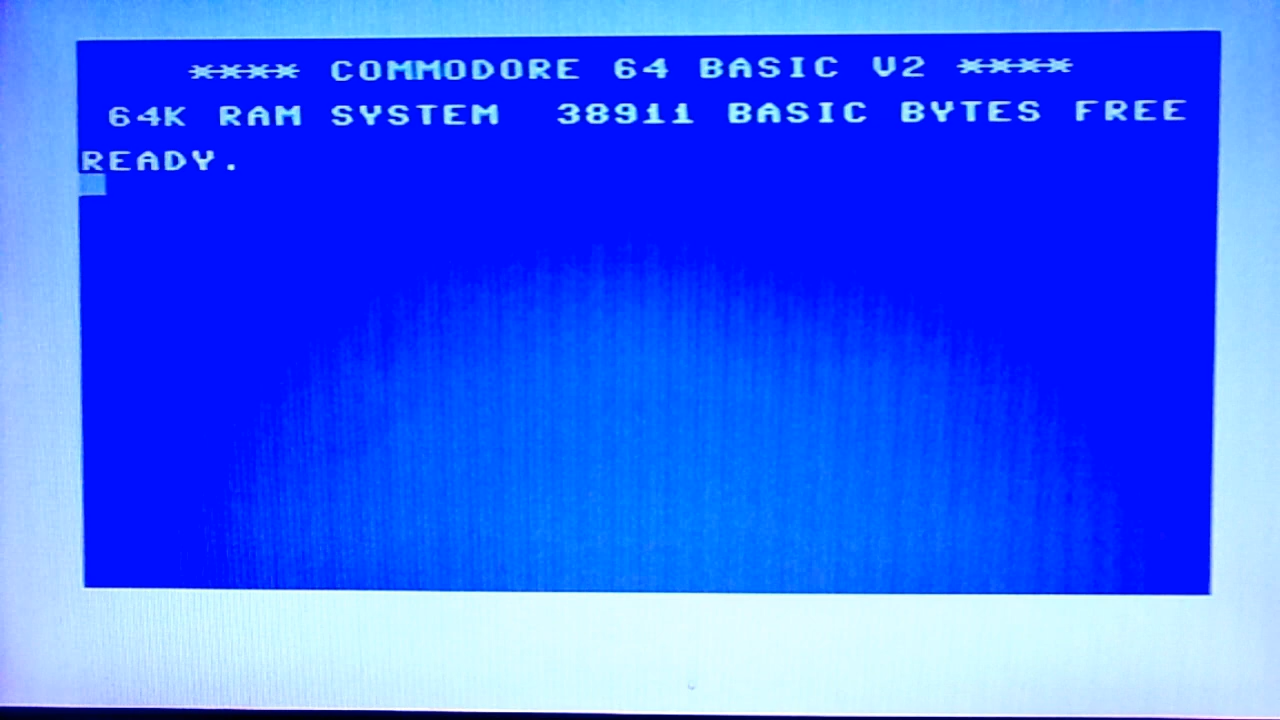 **** COMMODORE 64 BASIC V2 ****
64K RAM SYSTEM  38911 BASIC BYTES FREE
READY.